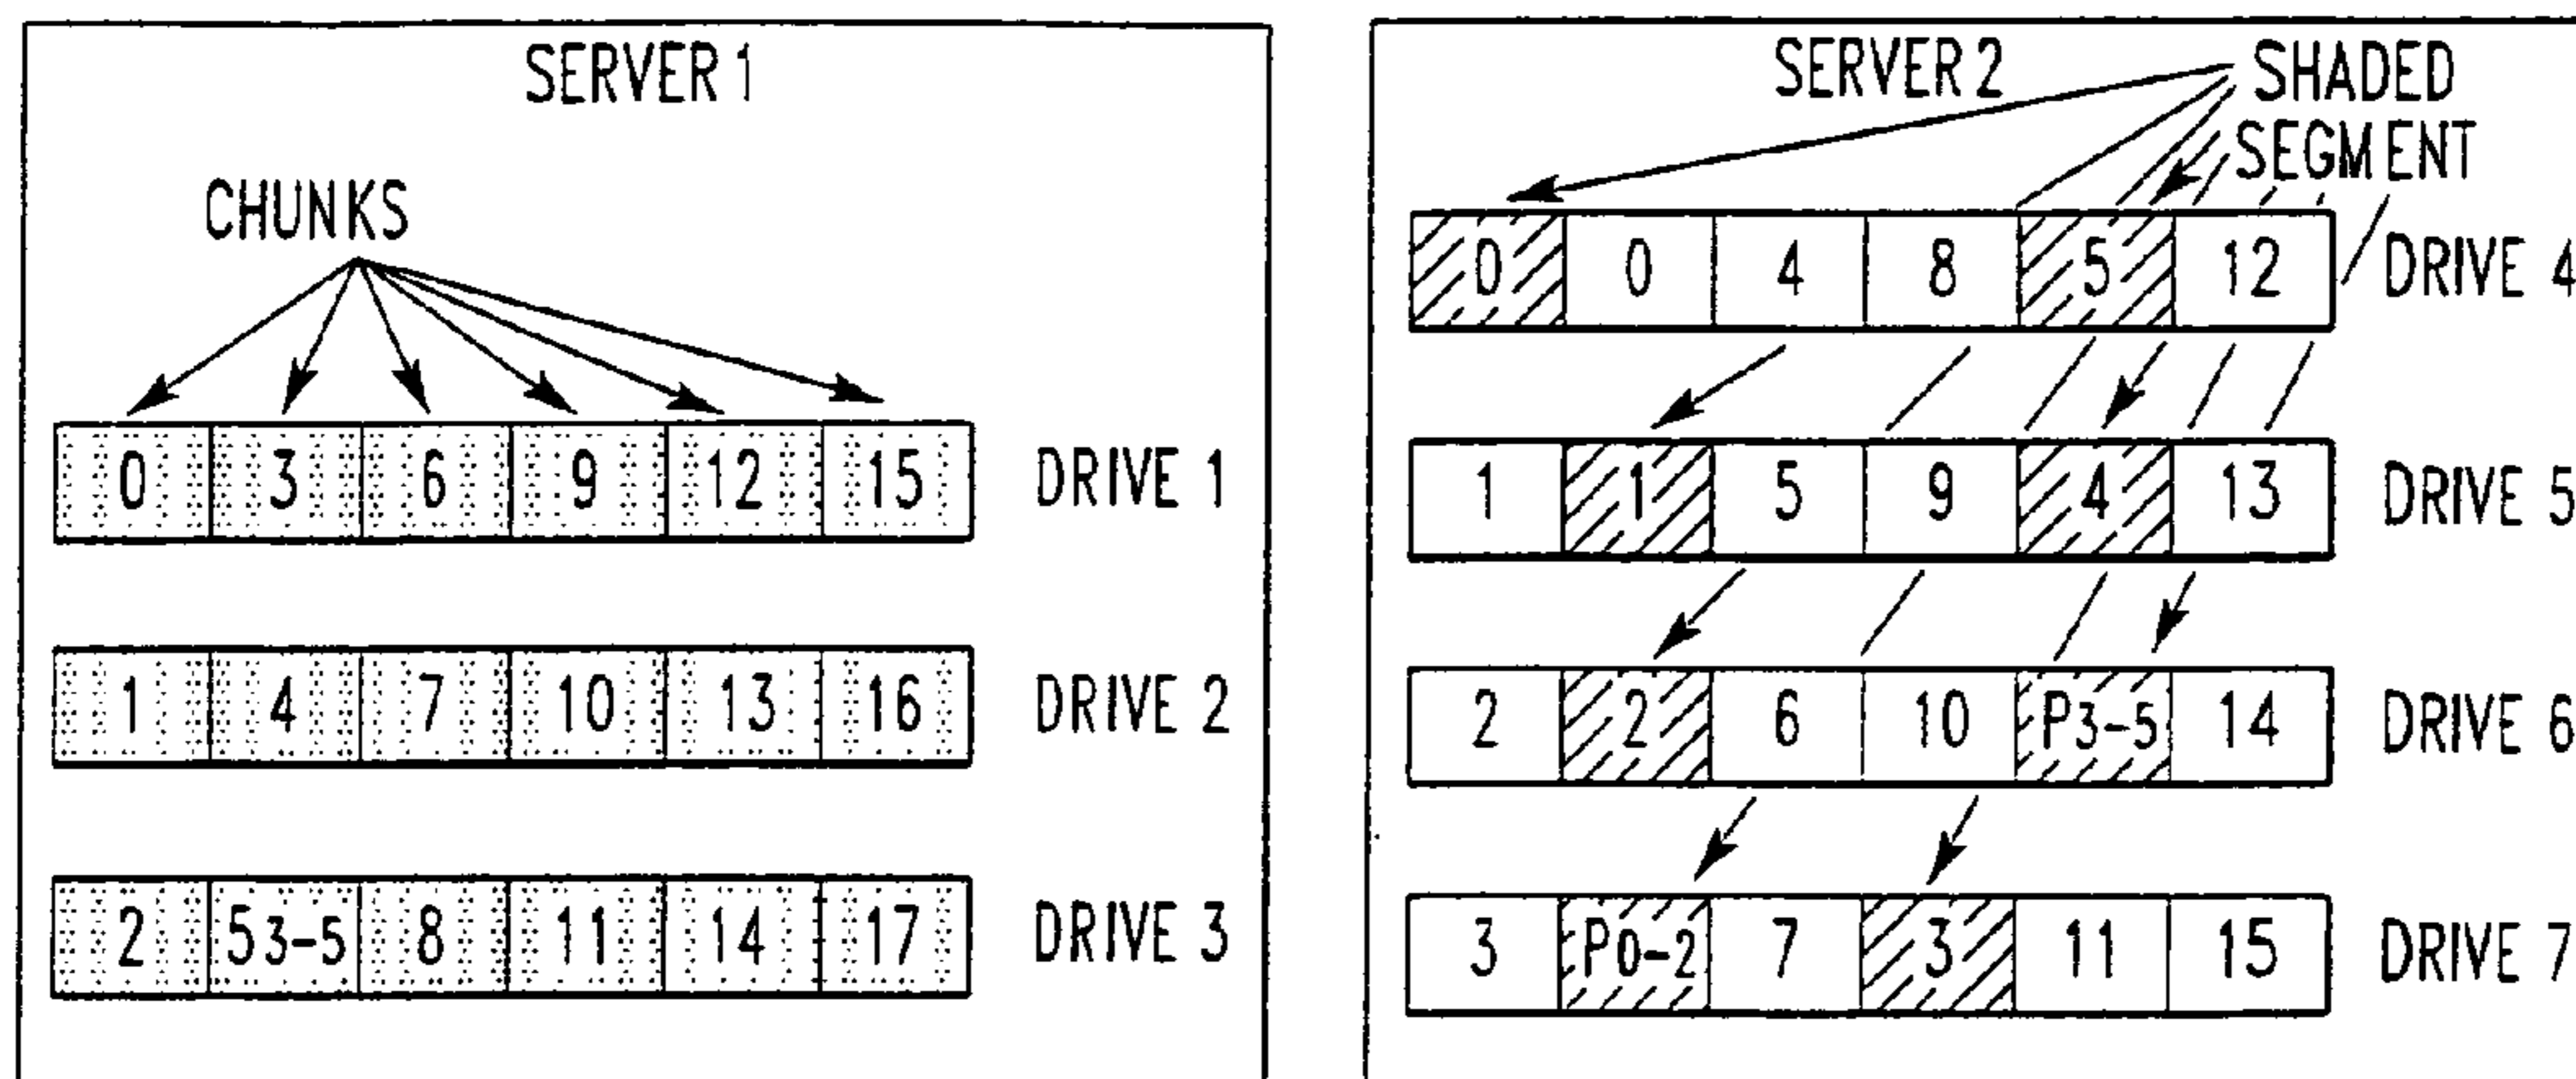 SERVER 1
CHUNKS
0 3 6 9 12 15 DRIVE 1
1 4 7 10 13 16 DRIVE 2
2 53-5 8 11 14 17 DRIVE 3
SERVER 2
SHADED
SEGMENT
0 0 4 8 5 12 DRIVE 4
1 1 5 9 4 13 DRIVE 5
2 2 6 10 P3-5 14 DRIVE 6
3 P0-2 7 3 11 15 DRIVE 7